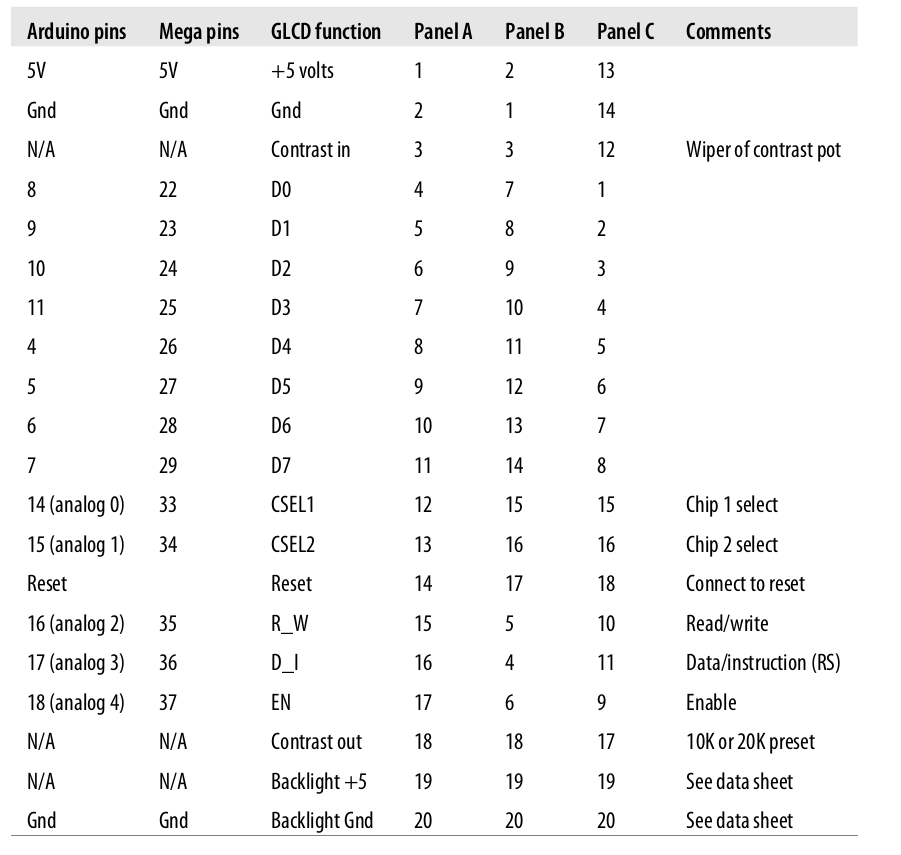 Arduino pins Mega pins GLCD function Panel A Panel B Panel C Comments
5V 5V +5 volts 1 2 13
Gnd Gnd Gnd 2 1 14
N/A N/A Contrast in 3 3 12 Wiper of contrast pot
8 22 D0 4 7 1
9 23 D1 5 8 2
10 24 D2 6 9 3
11 25 D3 7 10 4
4 26 D4 8 11 5
5 27 D5 9 12 6
6 28 D6 10 13 7
7 29 D7 11 14 8
14 (analog 0) 33 CSEL1 12 15 15 Chip 1 select
15 (analog 1) 34 CSEL2 13 16 16 Chip 2 select
Reset Reset 14 17 18 Connect to reset
16 (analog 2) 35 R_W 15 5 10 Read/write
17 (analog 3) 36 D_I 16 4 11 Data/instruction (RS)
18 (analog 4) 37 EN 17 6 9 Enable
N/A N/A Contrast out 18 18 17 10K or 20K preset
N/A N/A Backlight +5 19 19 19 See data sheet
Gnd Gnd Backlight Gnd 20 20 20 See data sheet